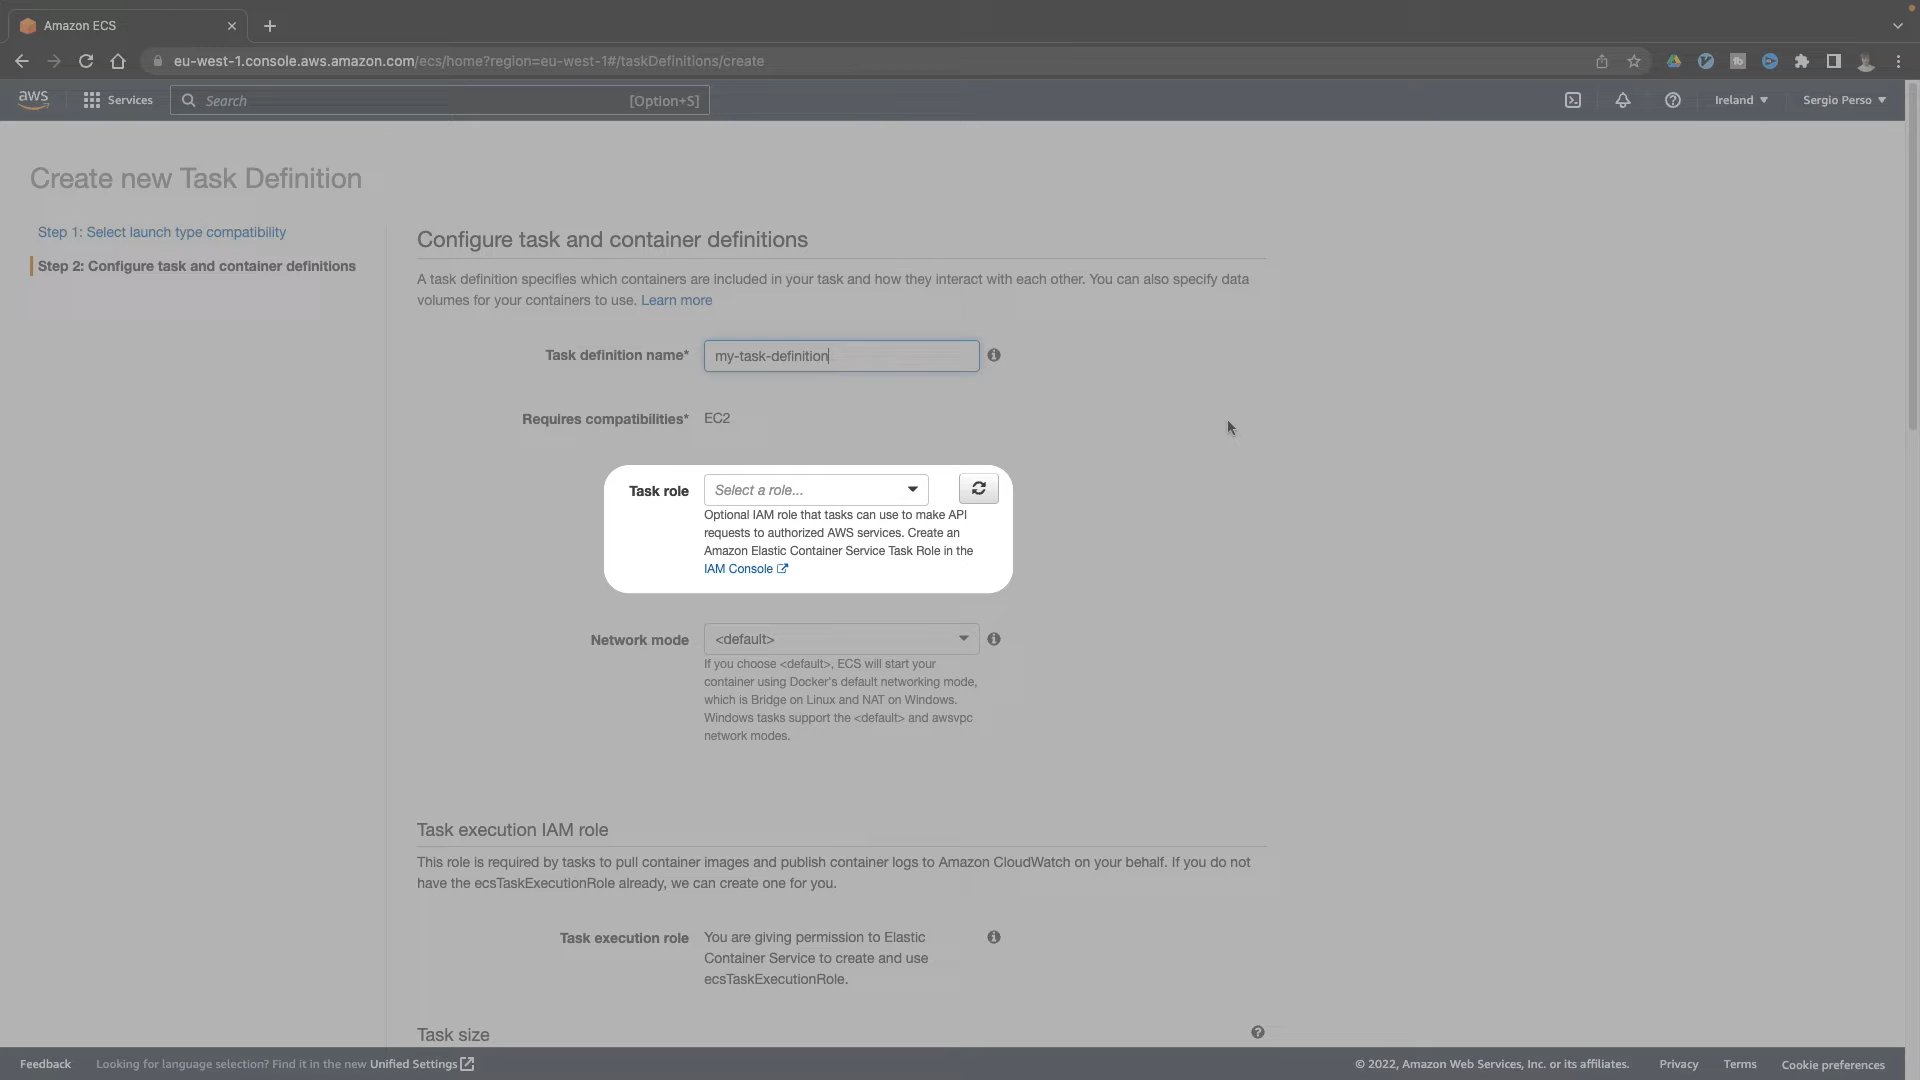 Amazon ECS
eu-west-1.console.aws.amazon.com/ecs/home?region=eu-west-1#/taskDefinitions/create
aws
Services
Search
[Option+S]
Ireland
Sergio Perso
Create new Task Definition
Step 1: Select launch type compatibility
Step 2: Configure task and container definitions
Configure task and container definitions
A task definition specifies which containers are included in your task and how they interact with each other. You can also specify data
volumes for your containers to use. Learn more
Task definition name*
my-task-definition
Requires compatibilities*
EC2
Task role
Select a role...
Optional IAM role that tasks can use to make API
requests to authorized AWS services. Create an
Amazon Elastic Container Service Task Role in the
IAM Console
Network mode
<default>
If you choose <default>, ECS will start your
container using Docker's default networking mode,
which is Bridge on Linux and NAT on Windows.
Windows tasks support the <default> and awsvpc
network modes.
Task execution IAM role
This role is required by tasks to pull container images and publish container logs to Amazon CloudWatch on your behalf. If you do not
have the ecsTaskExecutionRole already, we can create one for you.
Task execution role
You are giving permission to Elastic
Container Service to create and use
ecsTaskExecutionRole.
Task size
Feedback
Looking for language selection? Find it in the new Unified Settings
© 2022, Amazon Web Services, Inc. or its affiliates.
Privacy
Terms
Cookie preferences